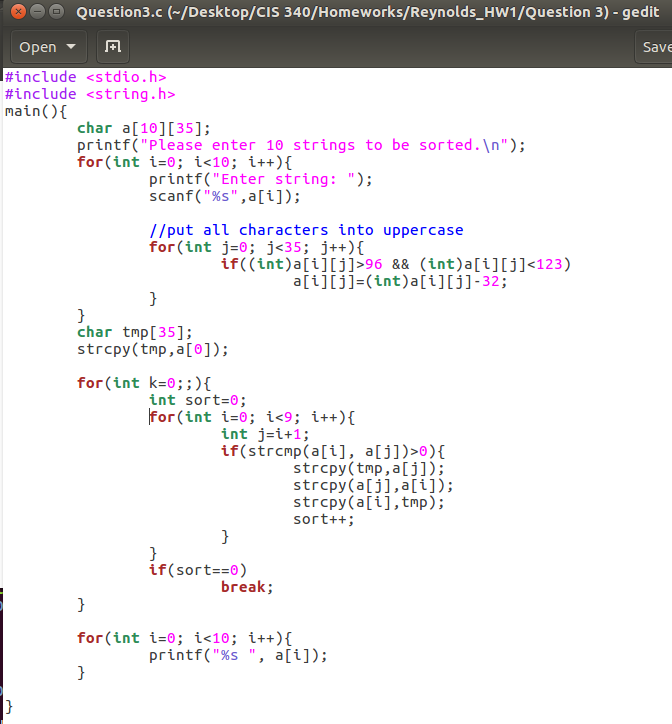 Question3.c (~/Desktop/CIS 340/Homeworks/Reynolds_HW1/Question 3) - gedit
Open Save
#include <stdio.h>
#include <string.h>
main(){
        char a[10][35];
        printf("Please enter 10 strings to be sorted.\n");
        for(int i=0; i<10; i++){
                printf("Enter string: ");
                scanf("%s",a[i]);

                //put all characters into uppercase
                for(int j=0; j<35; j++){
                        if((int)a[i][j]>96 && (int)a[i][j]<123)
                                a[i][j]=(int)a[i][j]-32;
                }
        }
        char tmp[35];
        strcpy(tmp,a[0]);

        for(int k=0;;){
                int sort=0;
                for(int i=0; i<9; i++){
                        int j=i+1;
                        if(strcmp(a[i], a[j])>0){
                                strcpy(tmp,a[j]);
                                strcpy(a[j],a[i]);
                                strcpy(a[i],tmp);
                                sort++;
                        }
                }
                if(sort==0)
                        break;
        }

        for(int i=0; i<10; i++){
                printf("%s ", a[i]);
        }

}